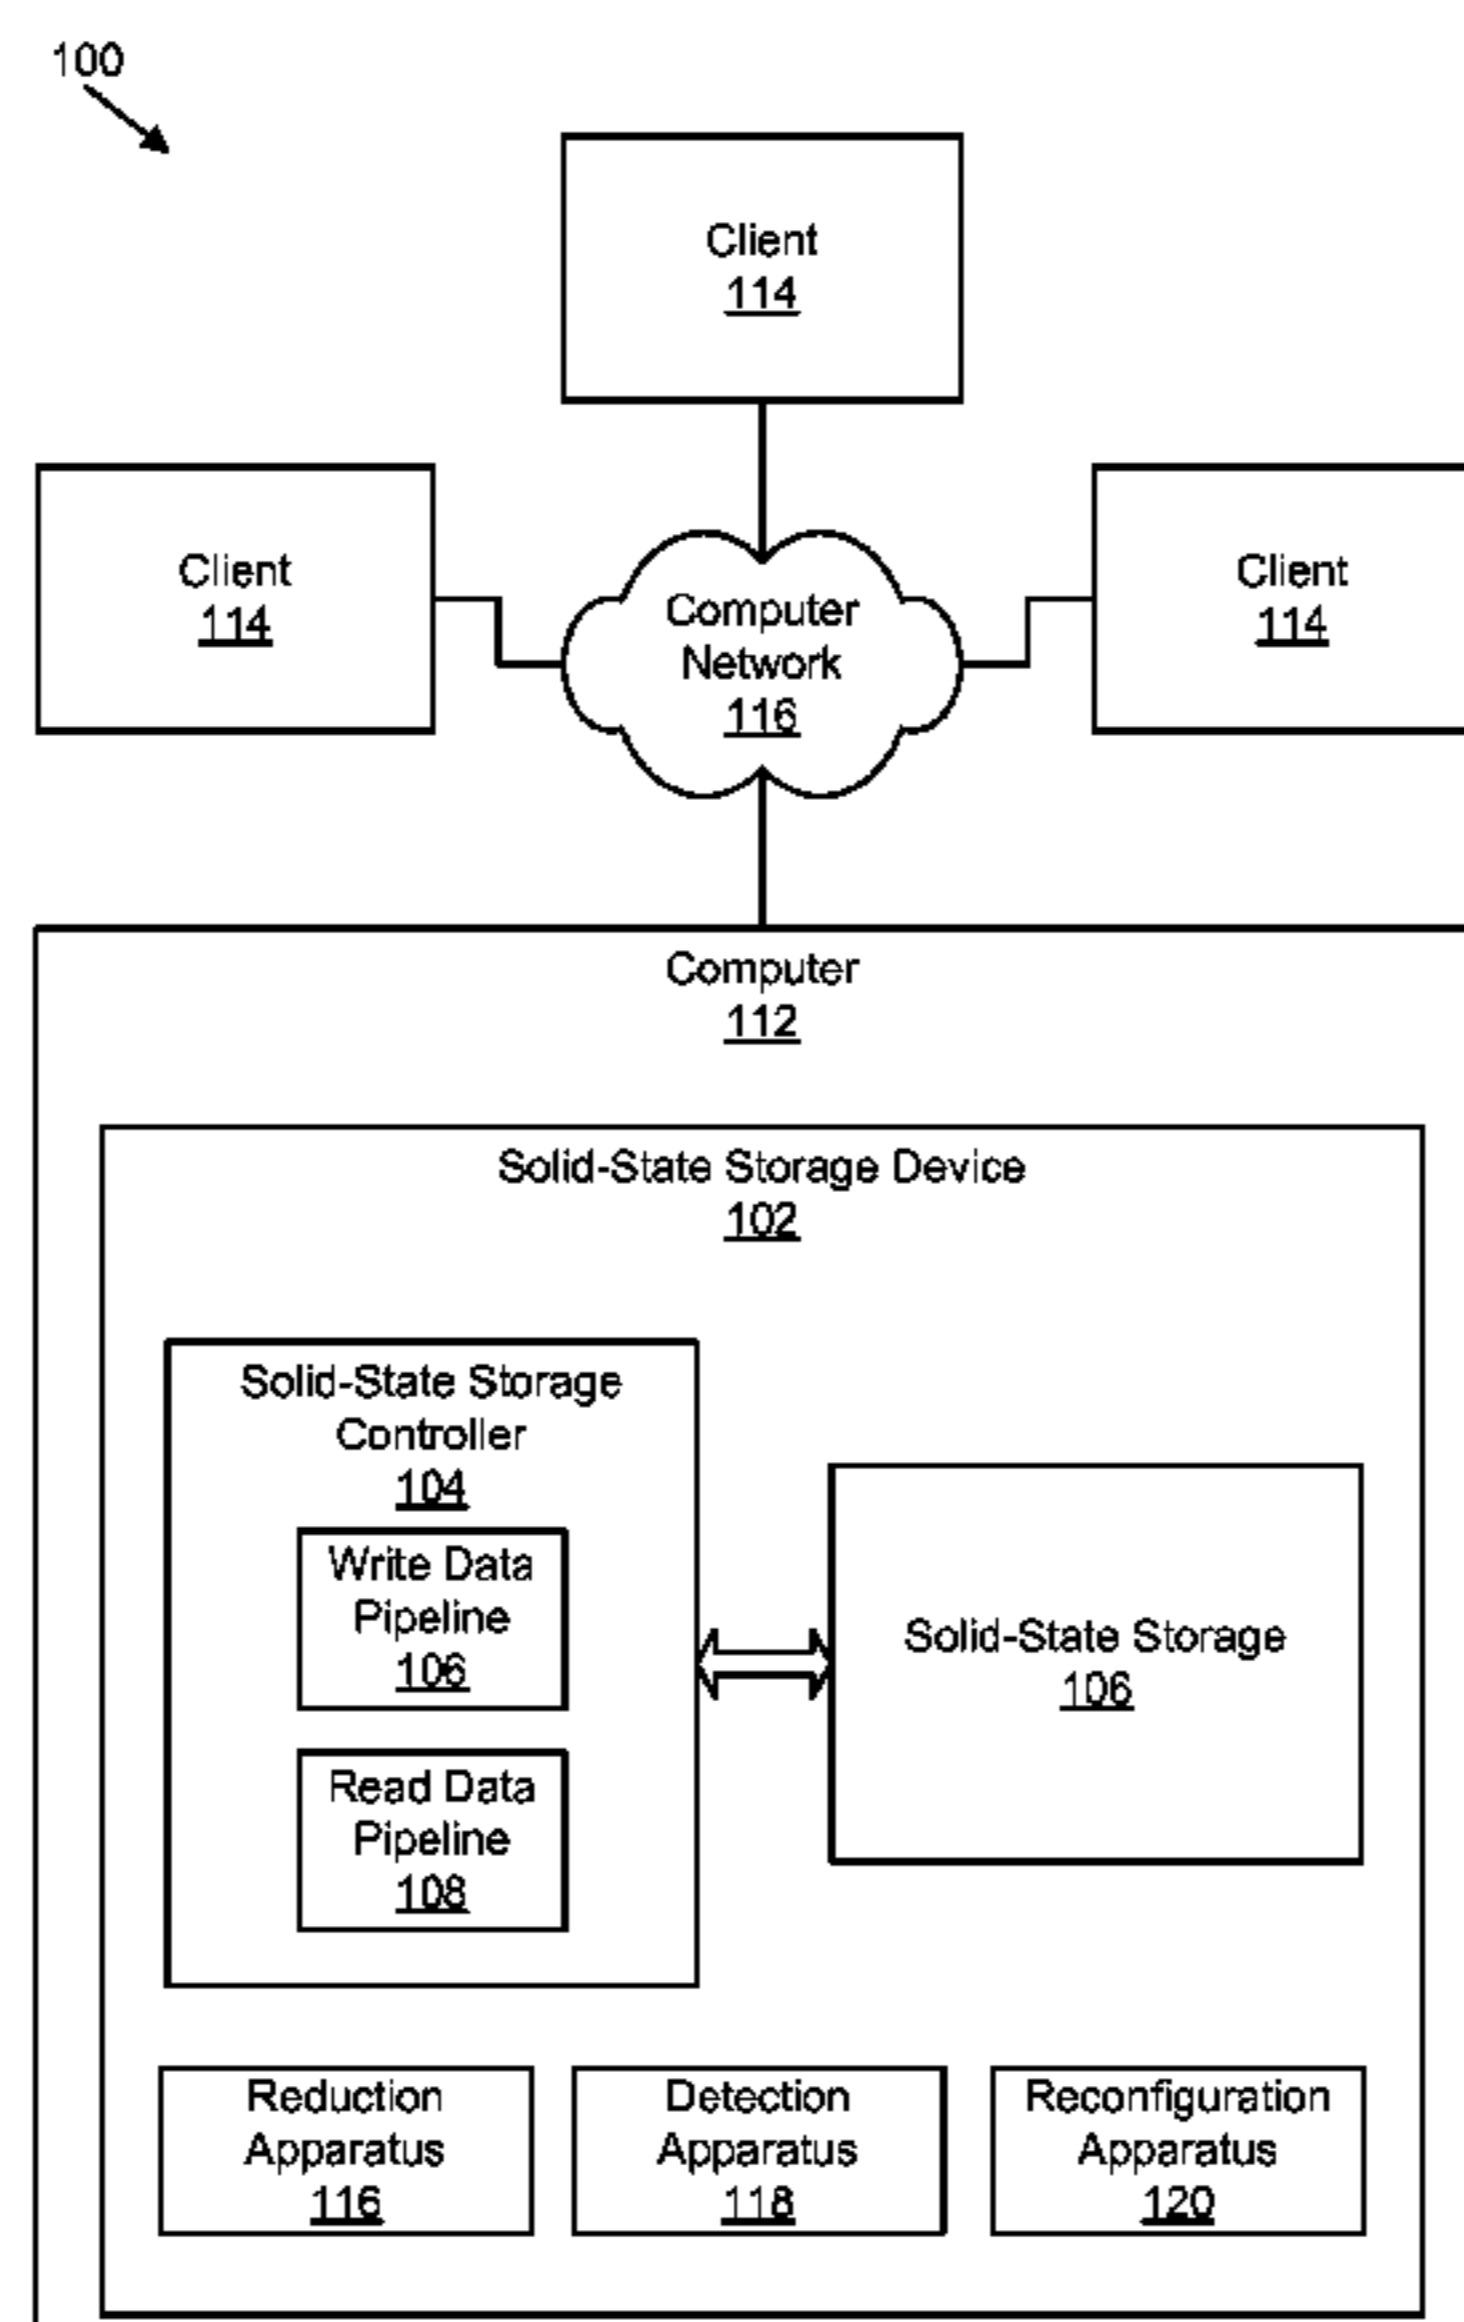 100
Client
114
Client
114
Computer
Network
116
Client
114
Computer
112
Solid-State Storage Device
102
Solid-State Storage
Controller
104
Write Data
Pipeline
106
Read Data
Pipeline
108
Solid-State Storage
106
Reduction
Apparatus
116
Detection
Apparatus
118
Reconfiguration
Apparatus
120